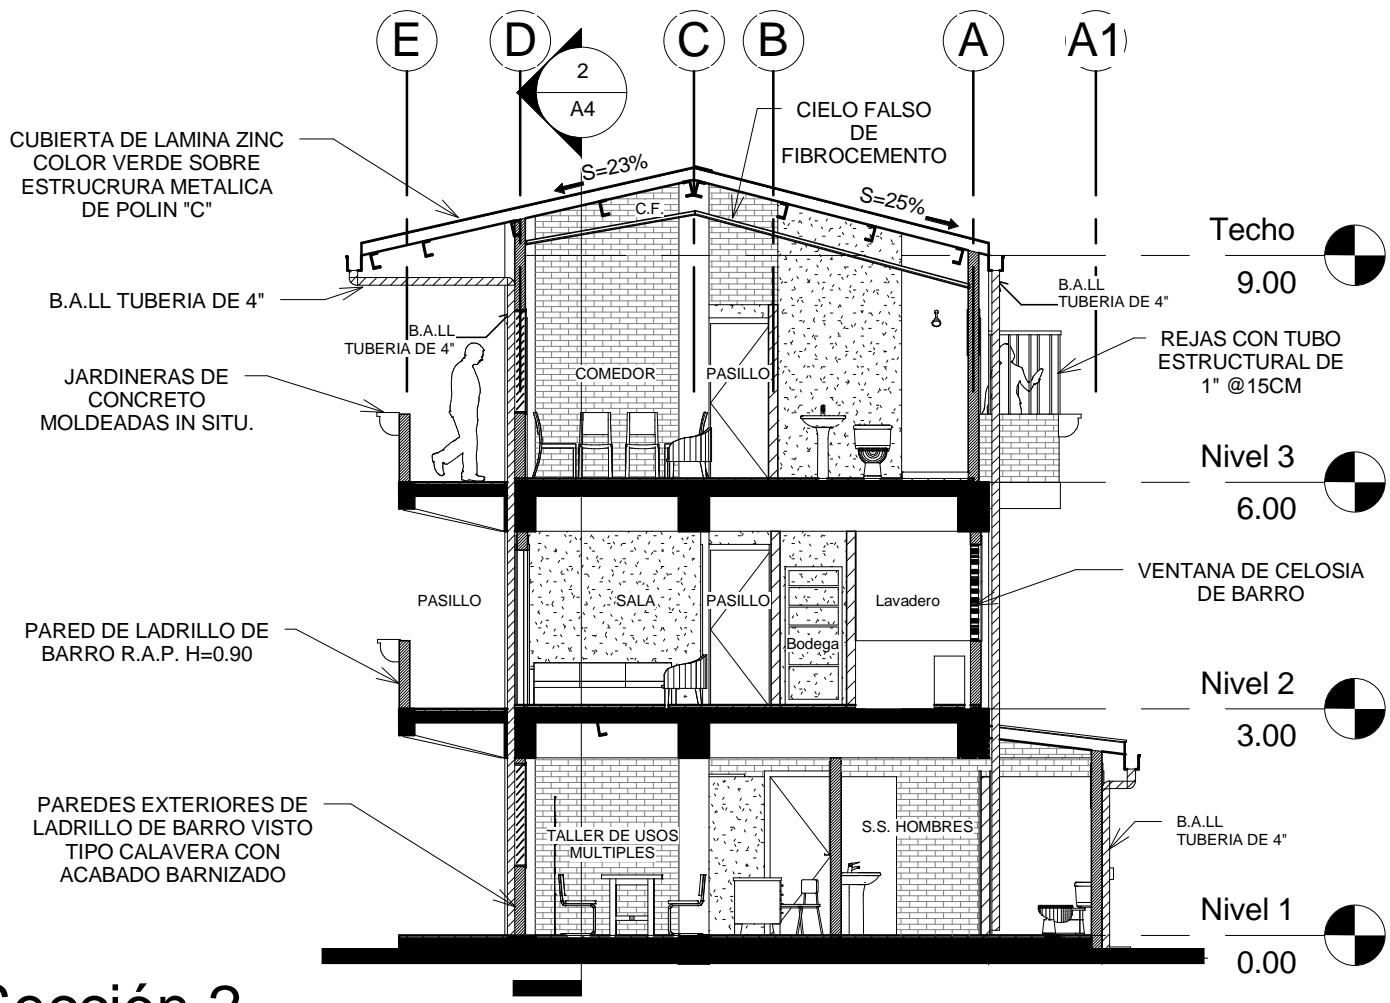 E
D
C
B
A
A1
2
A4
CUBIERTA DE LAMINA ZINC
COLOR VERDE SOBRE
ESTRUCRURA METALICA
DE POLIN "C"
CIELO FALSO
DE
FIBROCEMENTO
S=23%
S=25%
C.F.
Techo
9.00
B.A.LL TUBERIA DE 4"
B.A.LL
TUBERIA DE 4"
B.A.LL
TUBERIA DE 4"
REJAS CON TUBO
ESTRUCTURAL DE
1" @15CM
JARDINERAS DE
CONCRETO
MOLDEADAS IN SITU.
COMEDOR
PASILLO
Nivel 3
6.00
PASILLO
SALA
PASILLO
Bodega
Lavadero
VENTANA DE CELOSIA
DE BARRO
PARED DE LADRILLO DE
BARRO R.A.P. H=0.90
Nivel 2
3.00
PAREDES EXTERIORES DE
LADRILLO DE BARRO VISTO
TIPO CALAVERA CON
ACABADO BARNIZADO
TALLER DE USOS
MULTIPLES
S.S. HOMBRES
B.A.LL
TUBERIA DE 4"
Nivel 1
0.00
Sección 2